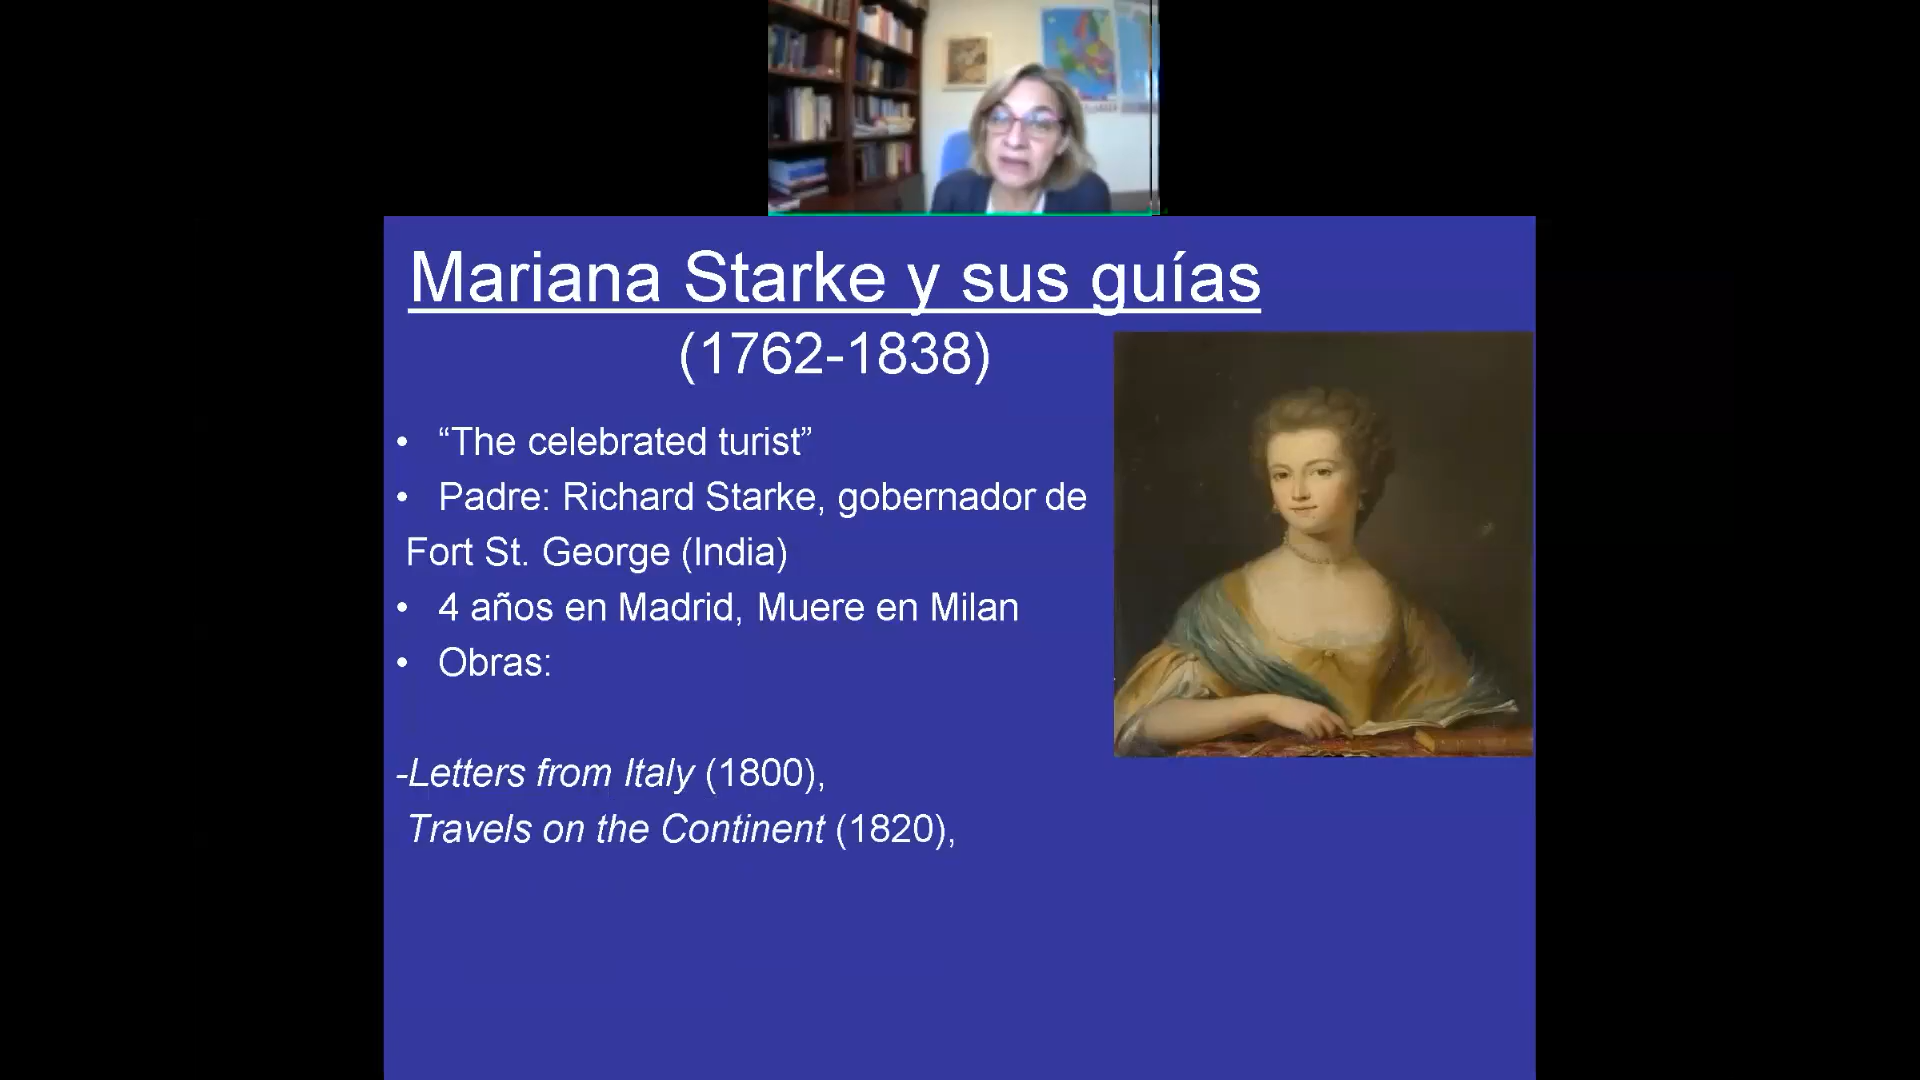 Mariana Starke y sus guías
(1762-1838)
• “The celebrated turist”
• Padre: Richard Starke, gobernador de
Fort St. George (India)
• 4 años en Madrid, Muere en Milan
• Obras:
-Letters from Italy (1800),
Travels on the Continent (1820),